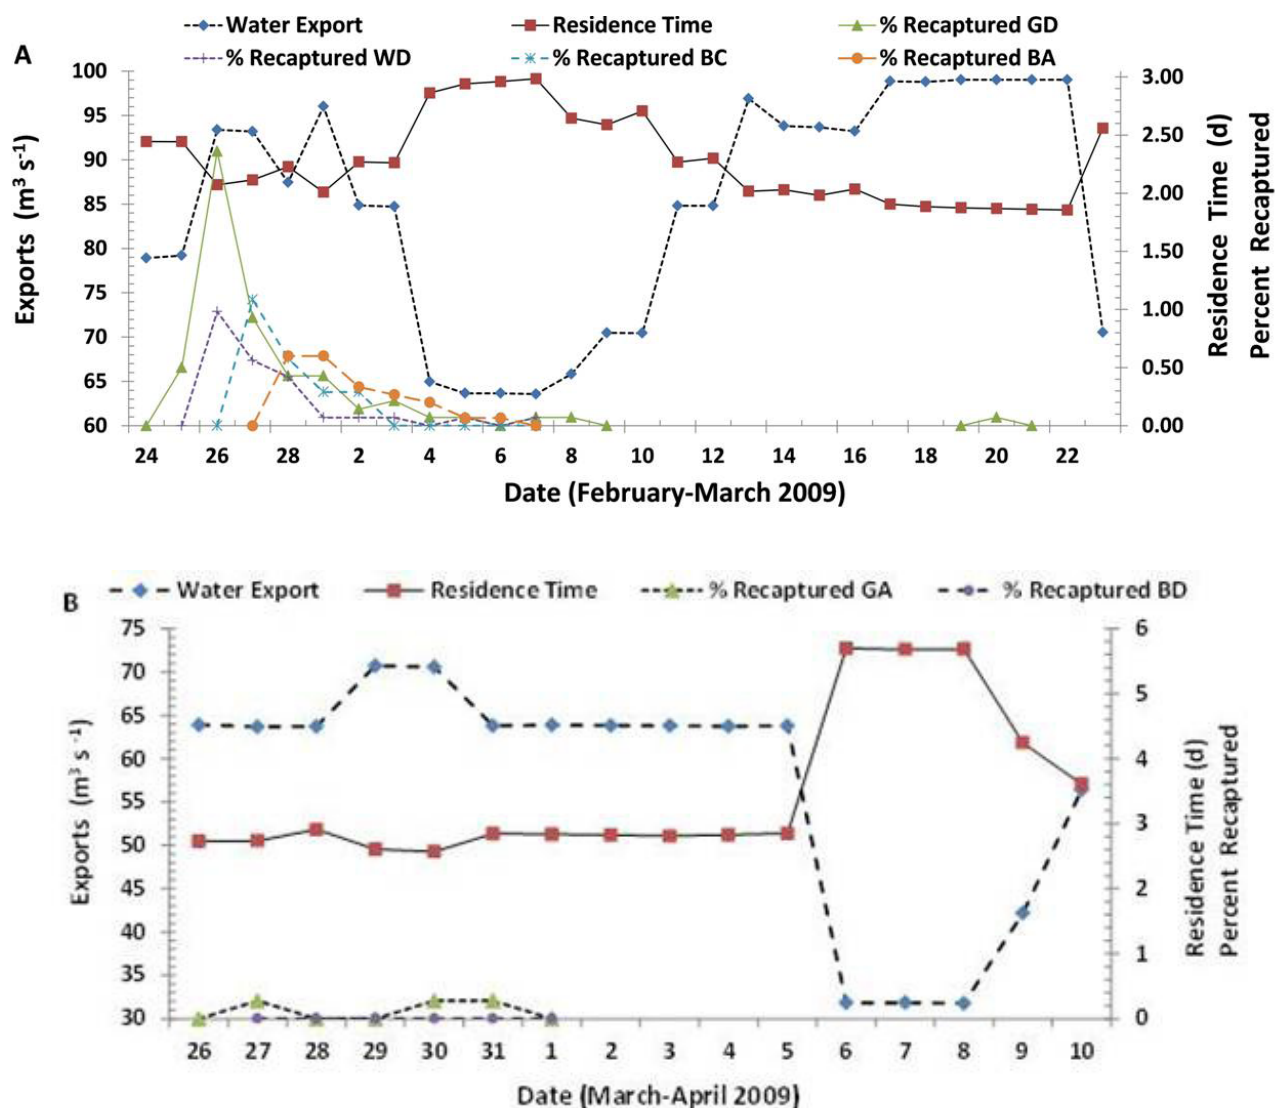 Water Export Residence Time % Recaptured GD
A
% Recaptured WD % Recaptured BC % Recaptured BA
100 3.00
95
90 2.50
85 2.00
80 1.50
75
70 1.00
65 0.50
60 0.00
Exports (m³ s⁻¹)
Residence Time (d)
Percent Recaptured
24 26 28 2 4 6 8 10 12 14 16 18 20 22
Date (February-March 2009)
Water Export Residence Time % Recaptured GA % Recaptured BD
B
75 6
70 5
65
60 4
55 3
50
45 2
40 1
35
30 0
Exports (m³ s ⁻¹)
Residence Time (d)
Percent Recaptured
26 27 28 29 30 31 1 2 3 4 5 6 7 8 9 10
Date (March-April 2009)